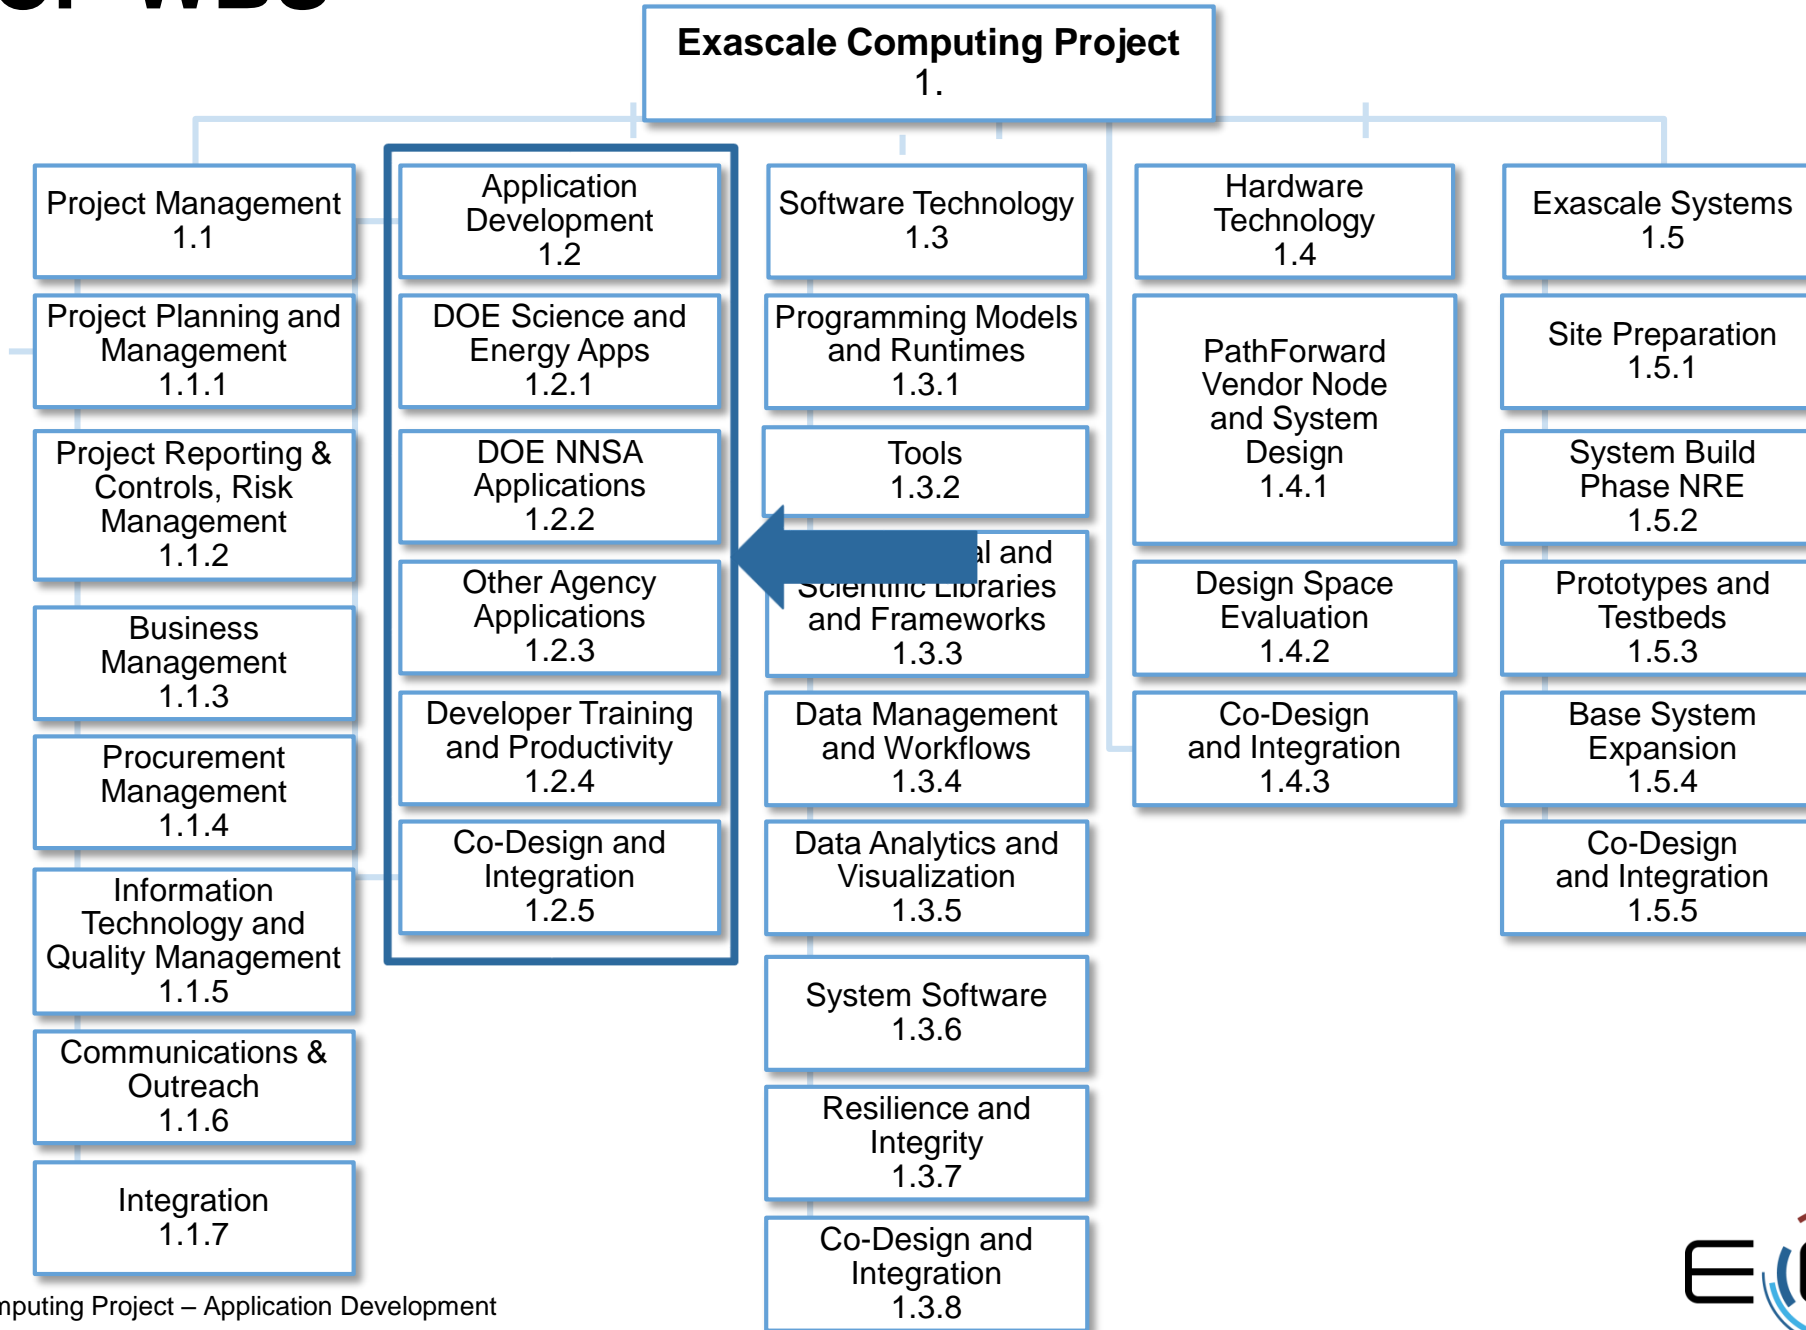 WBS
Exascale Computing Project
1.
Project Management
1.1
Project Planning and
Management
1.1.1
Project Reporting &
Controls, Risk
Management
1.1.2
Business
Management
1.1.3
Procurement
Management
1.1.4
Information
Technology and
Quality Management
1.1.5
Communications &
Outreach
1.1.6
Integration
1.1.7
Application
Development
1.2
DOE Science and
Energy Apps
1.2.1
DOE NNSA
Applications
1.2.2
Other Agency
Applications
1.2.3
Developer Training
and Productivity
1.2.4
Co-Design and
Integration
1.2.5
Software Technology
1.3
Programming Models
and Runtimes
1.3.1
Tools
1.3.2
and
Scientific Libraries
and Frameworks
1.3.3
Data Management
and Workflows
1.3.4
Data Analytics and
Visualization
1.3.5
System Software
1.3.6
Resilience and
Integrity
1.3.7
Co-Design and
Integration
1.3.8
Hardware
Technology
1.4
PathForward
Vendor Node
and System
Design
1.4.1
Design Space
Evaluation
1.4.2
Co-Design
and Integration
1.4.3
Exascale Systems
1.5
Site Preparation
1.5.1
System Build
Phase NRE
1.5.2
Prototypes and
Testbeds
1.5.3
Base System
Expansion
1.5.4
Co-Design
and Integration
1.5.5
mputing Project – Application Development